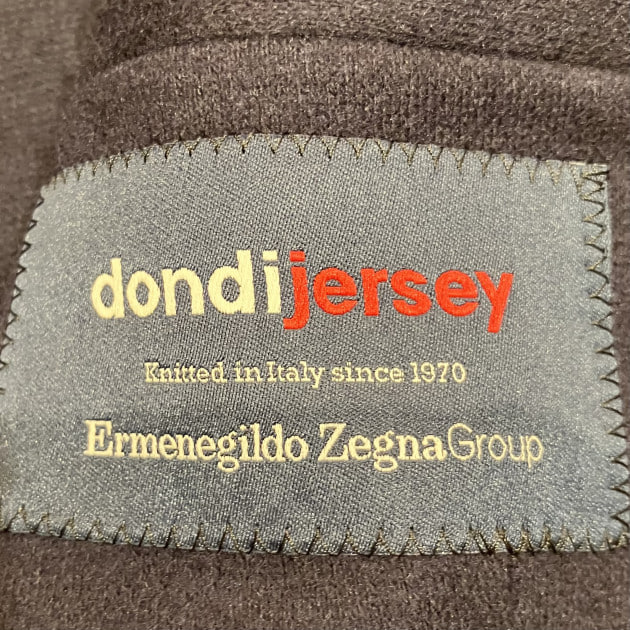 dondijersey
Knitted in Italy since 1970
Ermenegildo ZegnaGroup